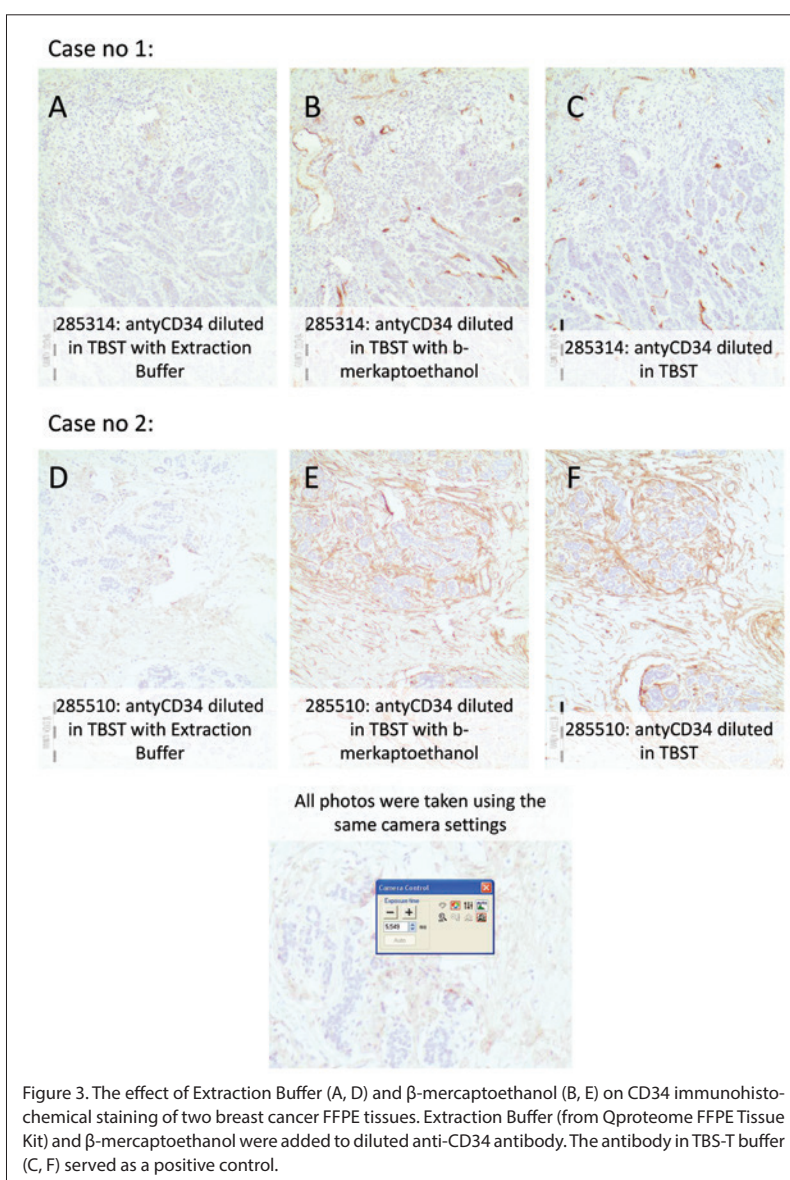 Case no 1:
A
B
C
285314: antyCD34 diluted
in TBST with Extraction
Buffer
285314: antyCD34 diluted
in TBST with b-
merkaptoethanol
285314: antyCD34 diluted
in TBST
Case no 2:
D
E
F
285510: antyCD34 diluted
in TBST with Extraction
Buffer
285510: antyCD34 diluted
in TBST with b-
merkaptoethanol
285510: antyCD34 diluted
in TBST
All photos were taken using the
same camera settings
Camera Control
Exposure time
ms
Auto
Figure 3. The effect of Extraction Buffer (A, D) and β-mercaptoethanol (B, E) on CD34 immunohisto-
chemical staining of two breast cancer FFPE tissues. Extraction Buffer (from Qproteome FFPE Tissue
Kit) and β-mercaptoethanol were added to diluted anti-CD34 antibody. The antibody in TBS-T buffer
(C, F) served as a positive control.